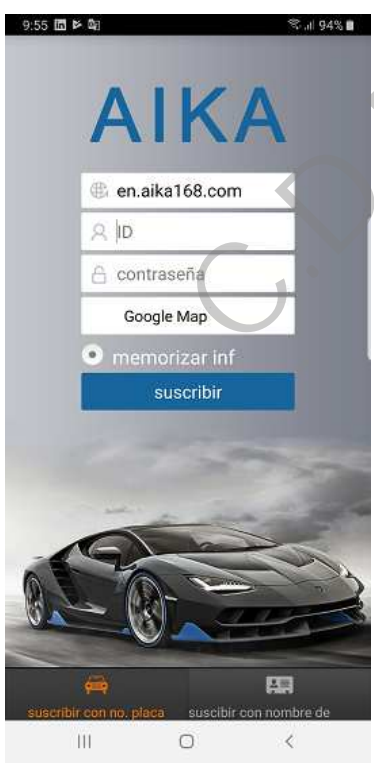 9:55
94%
AIKA
en.aika168.com
ID
contraseña
Google Map
memorizar inf
suscribir
suscribir con no. placa
suscibir con nombre de
C.D